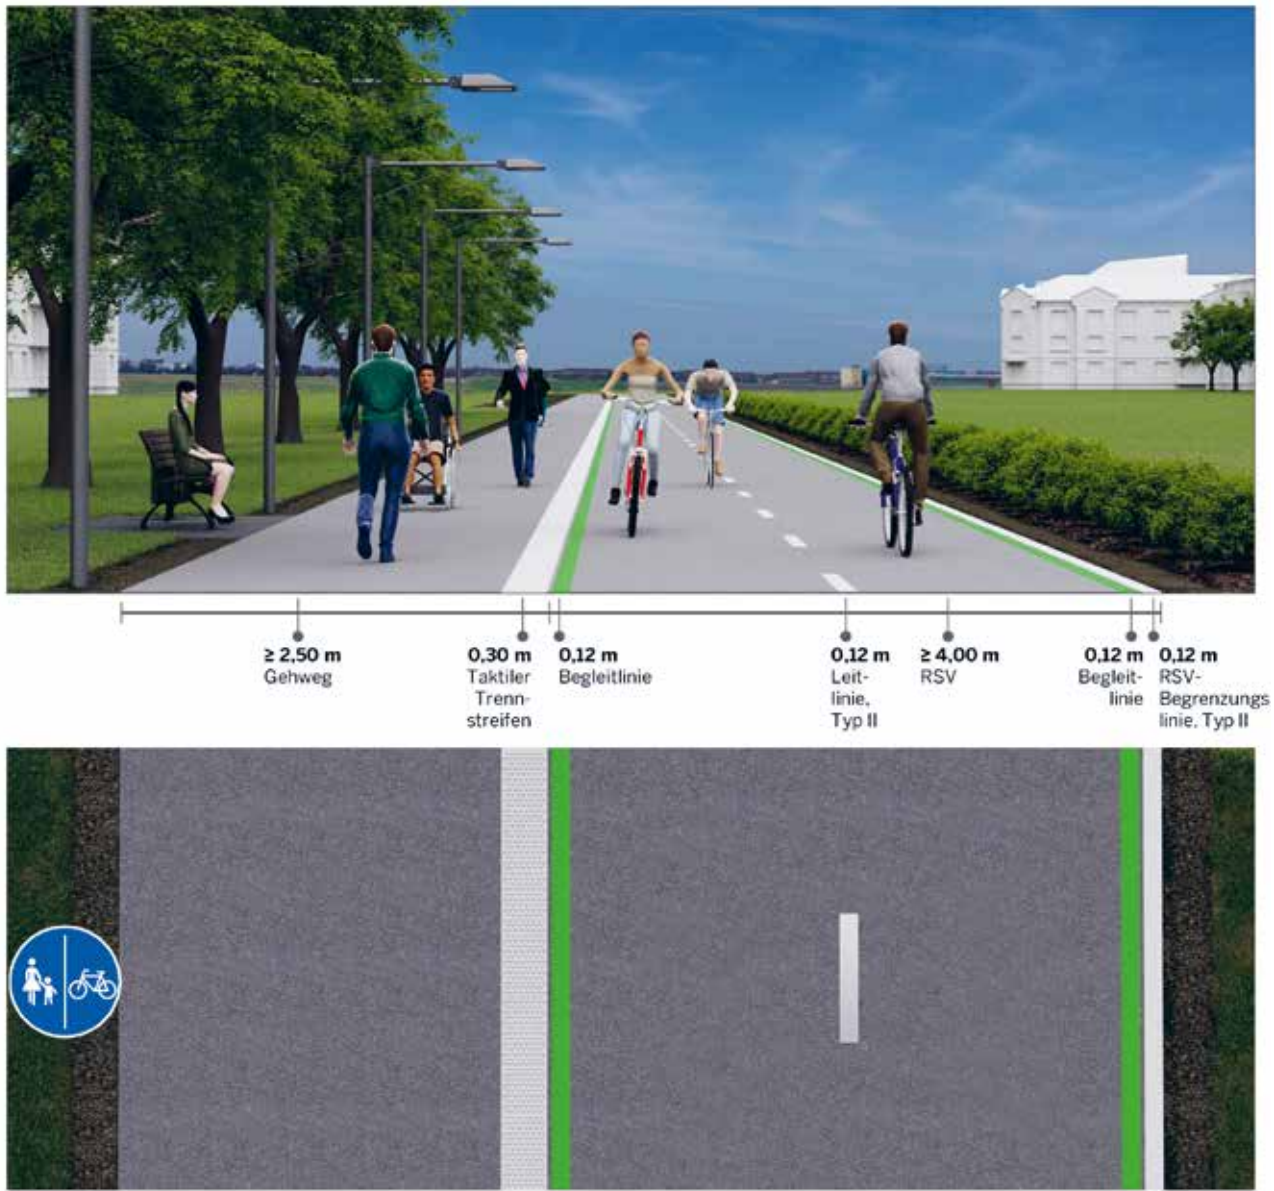 ≥ 2,50 m
Gehweg
0,30 m
Taktiler
Trenn-
streifen
0,12 m
Begleitlinie
0,12 m
Leit-
linie,
Typ II
≥ 4,00 m
RSV
0,12 m
Begleit-
linie
0,12 m
RSV-
Begrenzungs
linie, Typ II